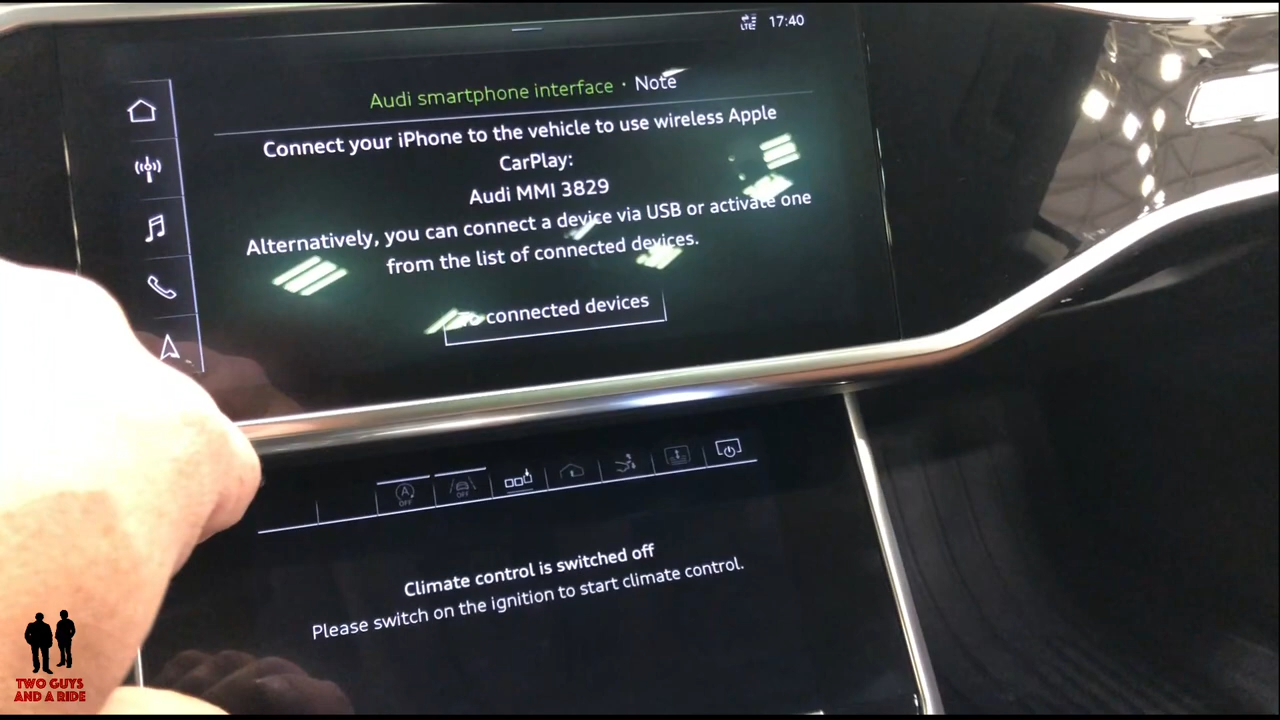 LTE 17:40
Audi smartphone interface · Note
Connect your iPhone to the vehicle to use wireless Apple
CarPlay:
Audi MMI 3829
Alternatively, you can connect a device via USB or activate one
from the list of connected devices.
connected devices
A OFF OFF
Climate control is switched off
Please switch on the ignition to start climate control.
TWO GUYS
AND A RIDE